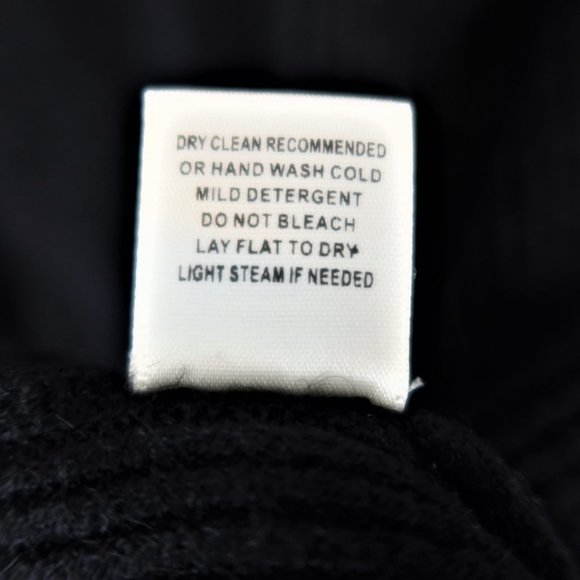 DRY CLEAN RECOMMENDED
OR HAND WASH COLD
MILD DETERGENT
DO NOT BLEACH
LAY FLAT TO DRY
LIGHT STEAM IF NEEDED